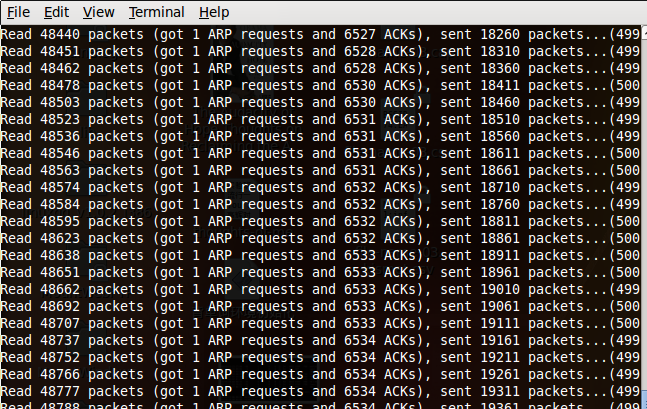 File Edit View Terminal Help
Read 48440 packets (got 1 ARP requests and 6527 ACKs), sent 18260 packets...(499
Read 48451 packets (got 1 ARP requests and 6528 ACKs), sent 18310 packets...(499
Read 48462 packets (got 1 ARP requests and 6528 ACKs), sent 18360 packets...(499
Read 48478 packets (got 1 ARP requests and 6530 ACKs), sent 18411 packets...(500
Read 48503 packets (got 1 ARP requests and 6530 ACKs), sent 18460 packets...(499
Read 48523 packets (got 1 ARP requests and 6531 ACKs), sent 18510 packets...(499
Read 48536 packets (got 1 ARP requests and 6531 ACKs), sent 18560 packets...(499
Read 48546 packets (got 1 ARP requests and 6531 ACKs), sent 18611 packets...(500
Read 48563 packets (got 1 ARP requests and 6531 ACKs), sent 18661 packets...(500
Read 48574 packets (got 1 ARP requests and 6532 ACKs), sent 18710 packets...(499
Read 48584 packets (got 1 ARP requests and 6532 ACKs), sent 18760 packets...(499
Read 48595 packets (got 1 ARP requests and 6532 ACKs), sent 18811 packets...(500
Read 48623 packets (got 1 ARP requests and 6532 ACKs), sent 18861 packets...(500
Read 48638 packets (got 1 ARP requests and 6533 ACKs), sent 18911 packets...(500
Read 48651 packets (got 1 ARP requests and 6533 ACKs), sent 18961 packets...(500
Read 48662 packets (got 1 ARP requests and 6533 ACKs), sent 19010 packets...(499
Read 48692 packets (got 1 ARP requests and 6533 ACKs), sent 19061 packets...(500
Read 48707 packets (got 1 ARP requests and 6533 ACKs), sent 19111 packets...(500
Read 48737 packets (got 1 ARP requests and 6534 ACKs), sent 19161 packets...(499
Read 48752 packets (got 1 ARP requests and 6534 ACKs), sent 19211 packets...(499
Read 48766 packets (got 1 ARP requests and 6534 ACKs), sent 19261 packets...(499
Read 48777 packets (got 1 ARP requests and 6534 ACKs), sent 19311 packets...(499
Read 48788 packets (got 1 ARP requests and 6534 ACKs), sent 19361 packets...(499